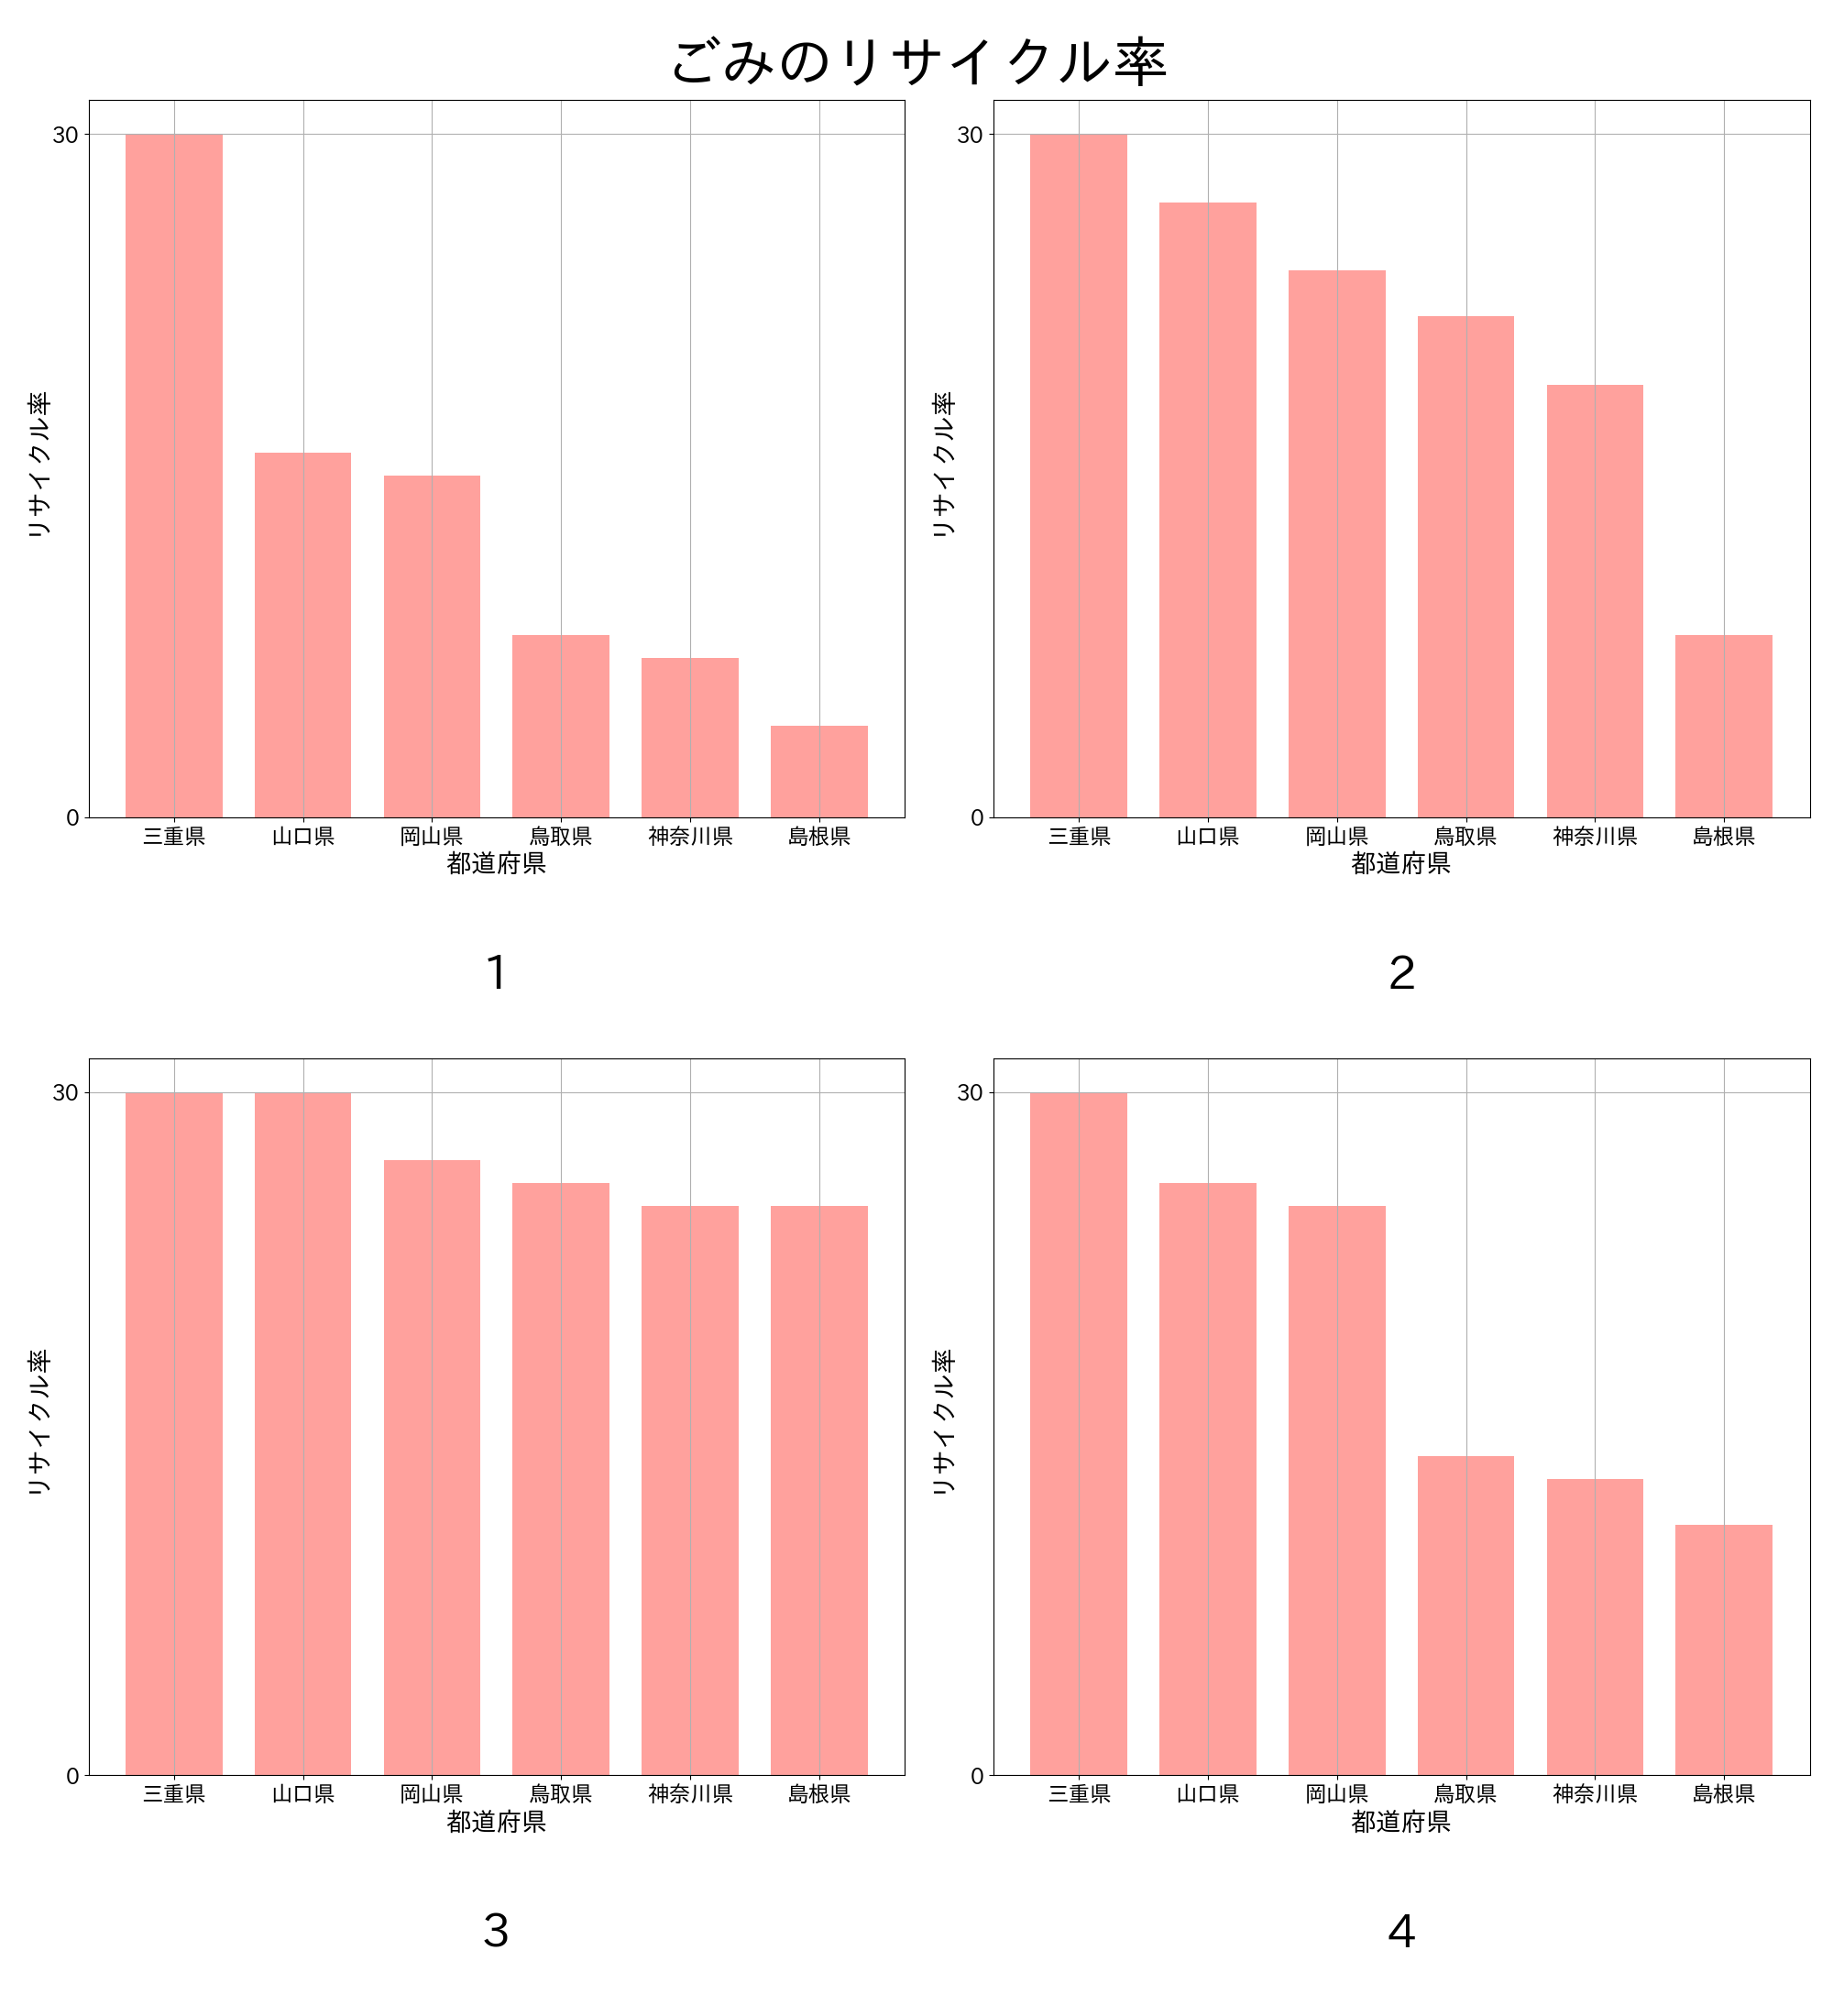 ごみのリサイクル率
30
0
リサイクル率
三重県 山口県 岡山県 鳥取県 神奈川県 島根県
都道府県
1
30
0
リサイクル率
三重県 山口県 岡山県 鳥取県 神奈川県 島根県
都道府県
2
30
0
リサイクル率
三重県 山口県 岡山県 鳥取県 神奈川県 島根県
都道府県
3
30
0
リサイクル率
三重県 山口県 岡山県 鳥取県 神奈川県 島根県
都道府県
4